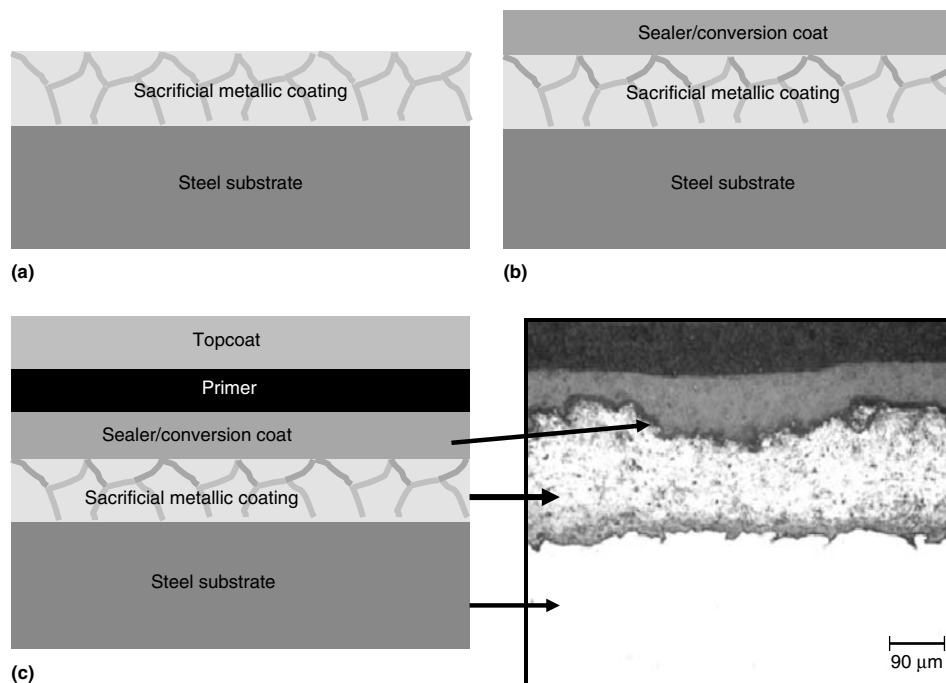 Sacrificial metallic coating
Steel substrate
(a)
Sealer/conversion coat
Sacrificial metallic coating
Steel substrate
(b)
Topcoat
Primer
Sealer/conversion coat
Sacrificial metallic coating
Steel substrate
(c)
90 μm